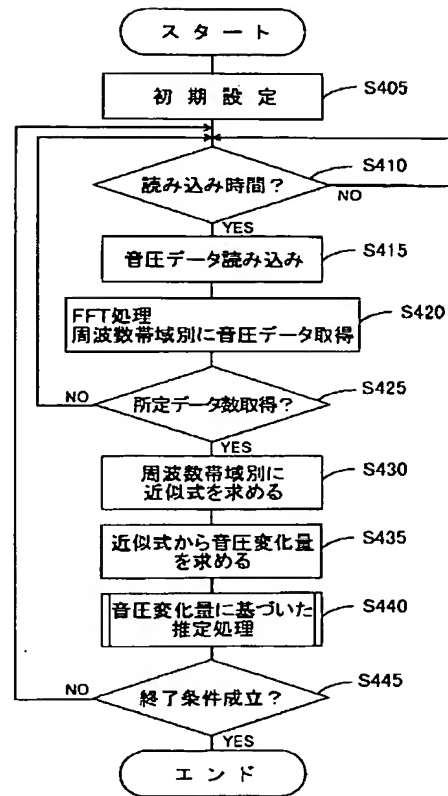 スタート
初期設定
S405
読み込み時間？
S410
NO
YES
音圧データ読み込み
S415
FFT処理
周波数帯域別に音圧データ取得
S420
所定データ数取得？
S425
NO
YES
周波数帯域別に
近似式を求める
S430
近似式から音圧変化量
を求める
S435
音圧変化量に基づいた
推定処理
S440
終了条件成立？
S445
NO
YES
エンド